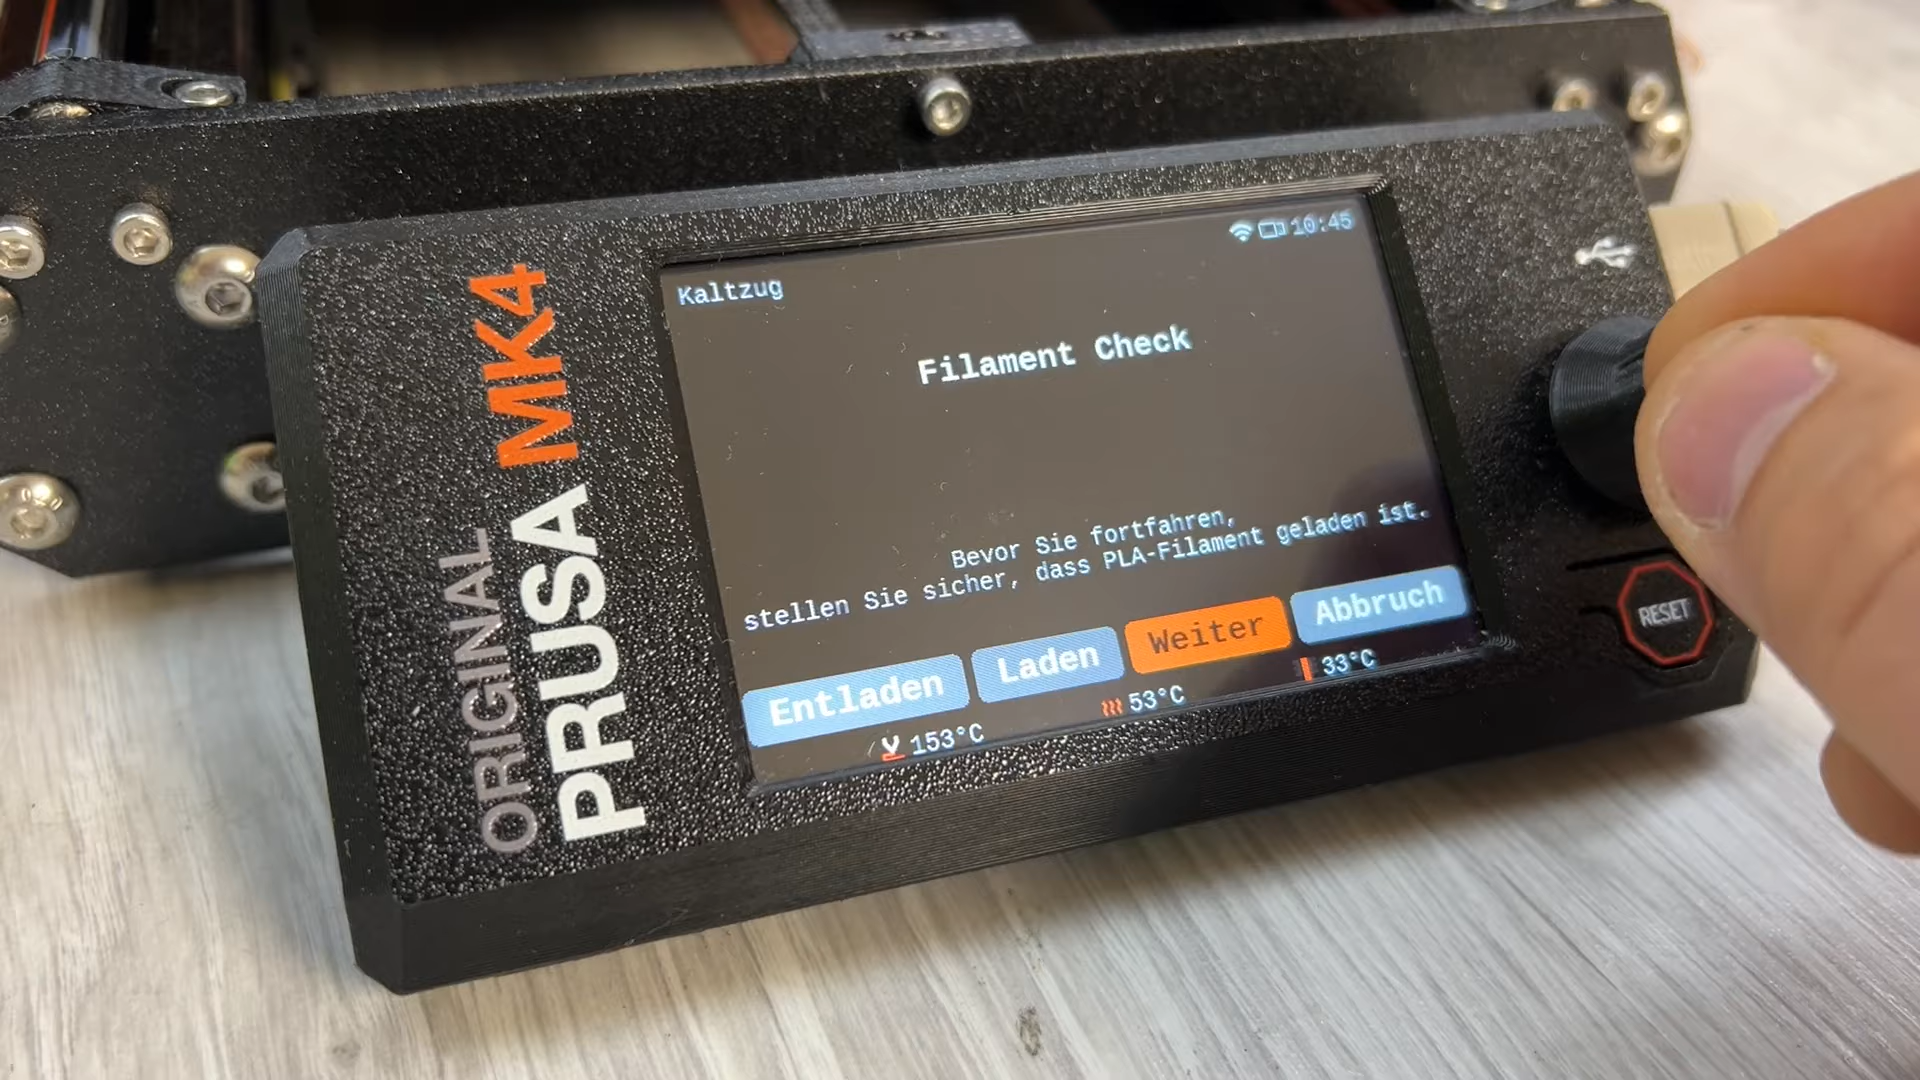 10:45
Kaltzug
Filament Check
Bevor Sie fortfahren,
stellen Sie sicher, dass PLA-Filament geladen ist.
Entladen
Laden
Weiter
Abbruch
153°C
53°C
33°C
ORIGINAL
PRUSA MK4
RESET